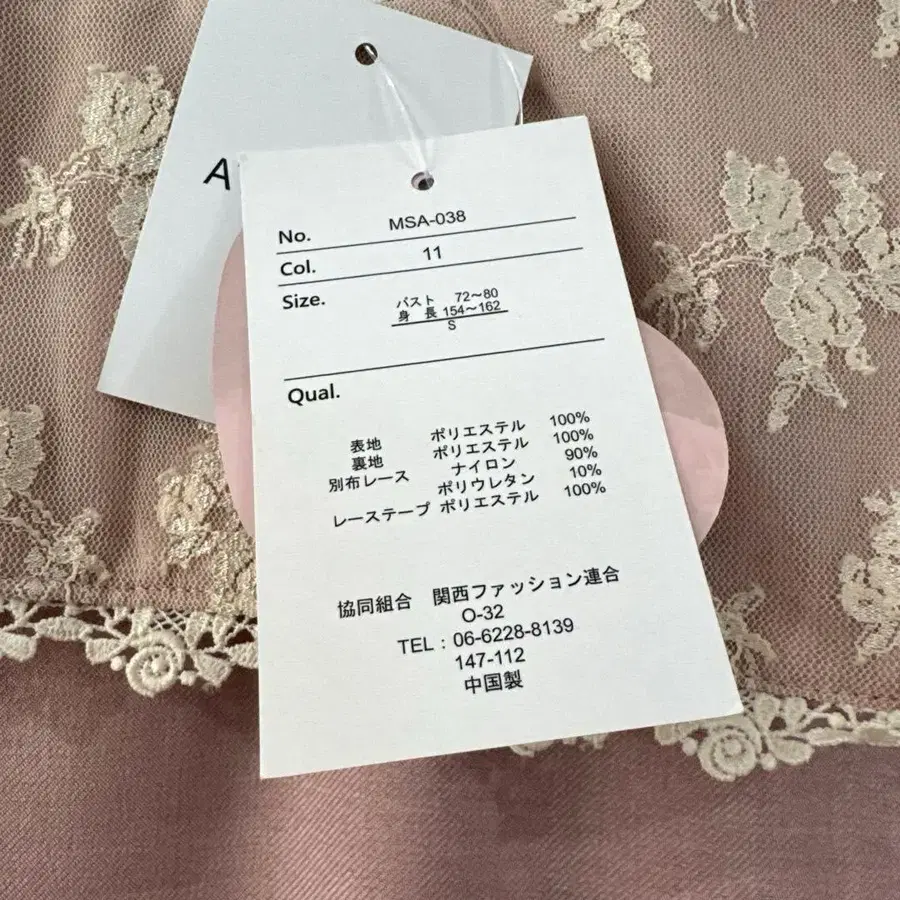 A
No. MSA-038
Col. 11
Size. バスト 72～80
身 長 154～162
S
Qual.
表地 ポリエステル 100%
裏地 ポリエステル 100%
別布レース ナイロン 90%
ポリウレタン 10%
レーステープ ポリエステル 100%
協同組合 関西ファッション連合
O-32
TEL：06-6228-8139
147-112
中国製